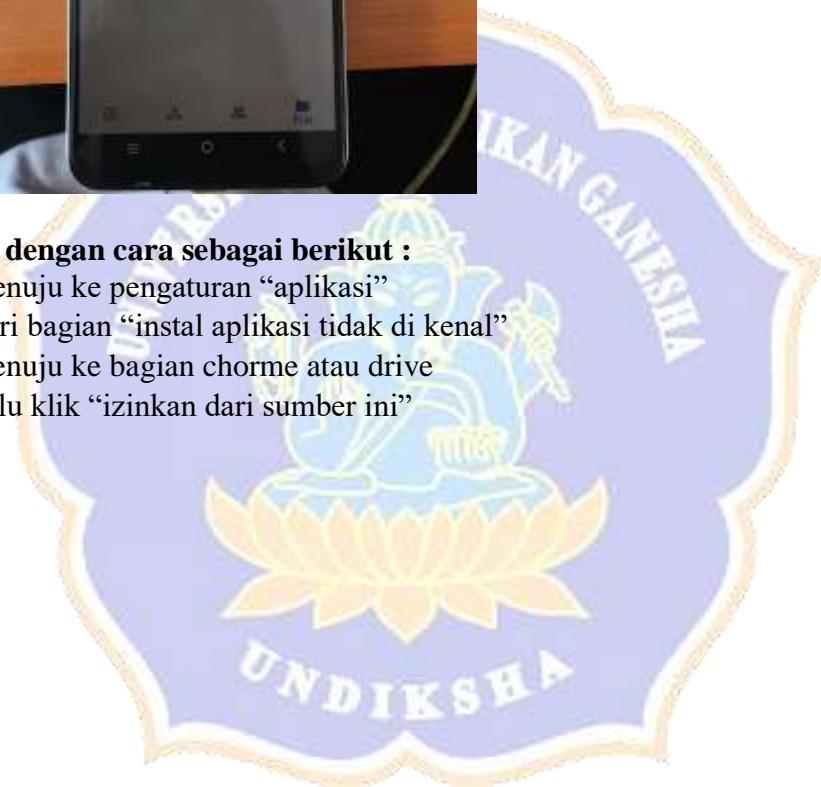 dengan cara sebagai berikut :
enuju ke pengaturan “aplikasi”
ri bagian “instal aplikasi tidak di kenal”
enuju ke bagian chorme atau drive
lu klik “izinkan dari sumber ini”
IKAN GANESHA
UNDIKSHA